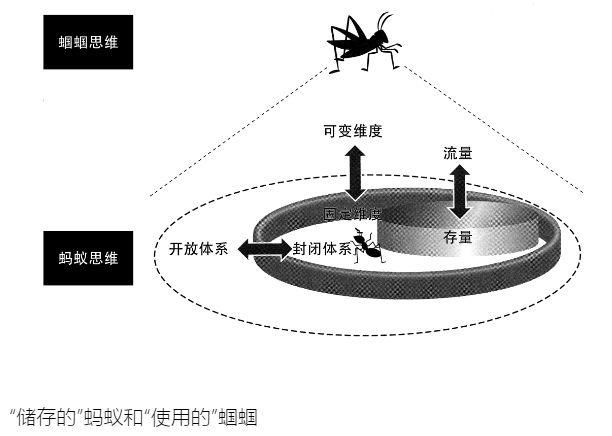 蝈蝈思维
可变维度
流量
固定维度
存量
开放体系
封闭体系
蚂蚁思维
“储存的”蚂蚁和“使用的”蝈蝈